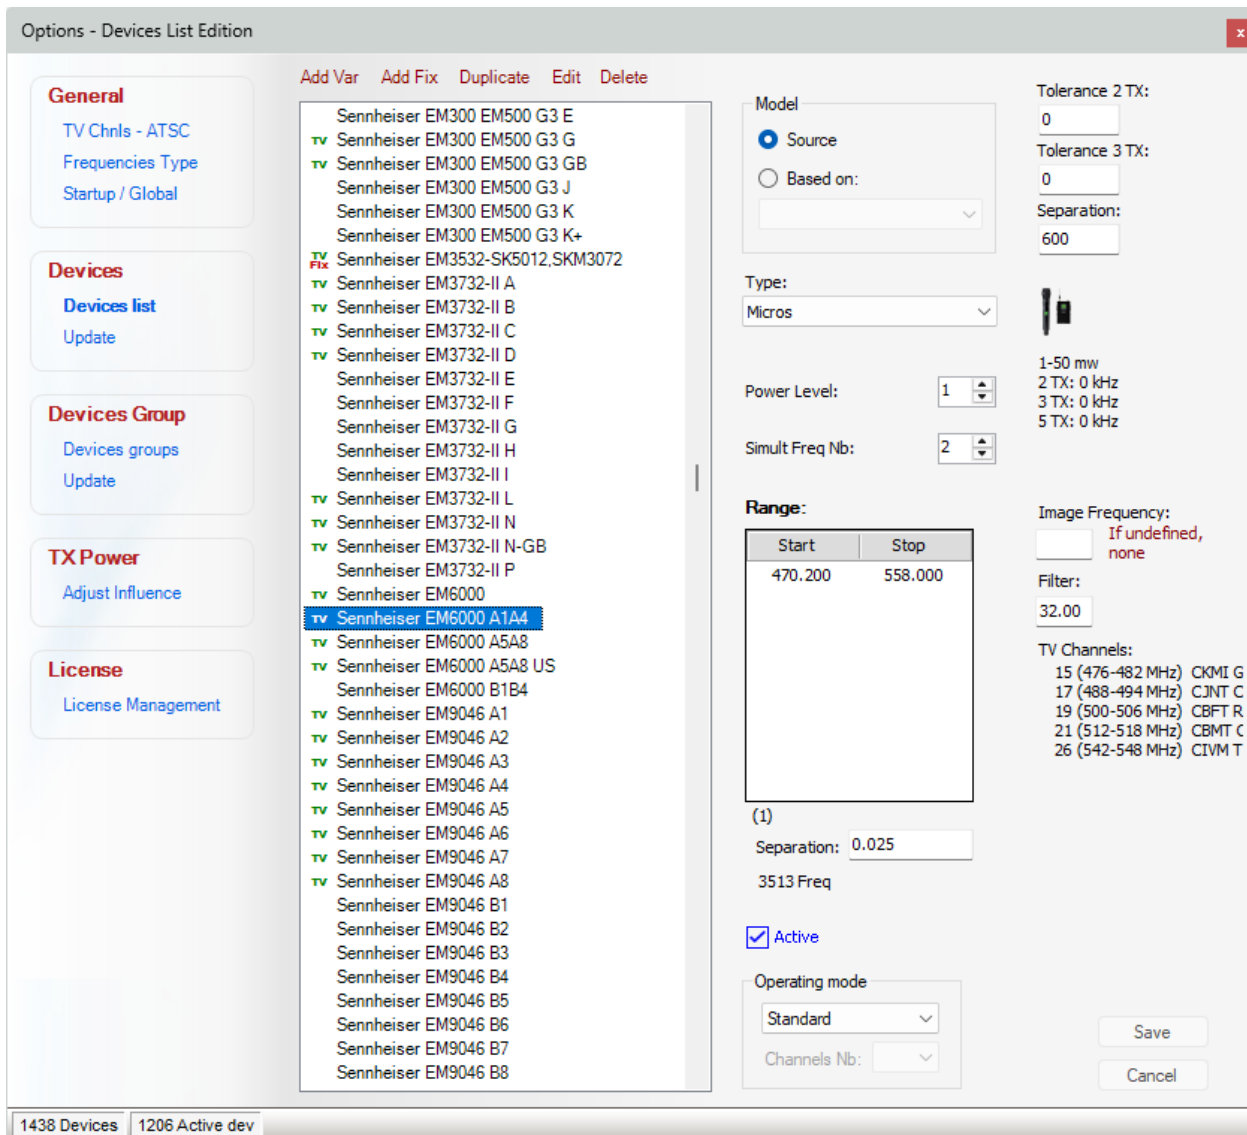 Options - Devices List Edition
x
General
TV Chnls - ATSC
Frequencies Type
Startup / Global
Devices
Devices list
Update
Devices Group
Devices groups
Update
TX Power
Adjust Influence
License
License Management
Add Var Add Fix Duplicate Edit Delete
Sennheiser EM300 EM500 G3 E
TV Sennheiser EM300 EM500 G3 G
TV Sennheiser EM300 EM500 G3 GB
Sennheiser EM300 EM500 G3 J
Sennheiser EM300 EM500 G3 K
Sennheiser EM300 EM500 G3 K+
TV Fix Sennheiser EM3532-SK5012,SKM3072
TV Sennheiser EM3732-II A
TV Sennheiser EM3732-II B
TV Sennheiser EM3732-II C
TV Sennheiser EM3732-II D
Sennheiser EM3732-II E
Sennheiser EM3732-II F
Sennheiser EM3732-II G
Sennheiser EM3732-II H
Sennheiser EM3732-II I
TV Sennheiser EM3732-II L
TV Sennheiser EM3732-II N
TV Sennheiser EM3732-II N-GB
Sennheiser EM3732-II P
TV Sennheiser EM6000
TV Sennheiser EM6000 A1A4
TV Sennheiser EM6000 A5A8
TV Sennheiser EM6000 A5A8 US
Sennheiser EM6000 B1B4
TV Sennheiser EM9046 A1
TV Sennheiser EM9046 A2
TV Sennheiser EM9046 A3
TV Sennheiser EM9046 A4
TV Sennheiser EM9046 A5
TV Sennheiser EM9046 A6
TV Sennheiser EM9046 A7
TV Sennheiser EM9046 A8
Sennheiser EM9046 B1
Sennheiser EM9046 B2
Sennheiser EM9046 B3
Sennheiser EM9046 B4
Sennheiser EM9046 B5
Sennheiser EM9046 B6
Sennheiser EM9046 B7
Sennheiser EM9046 B8
Model
Source
Based on:
Type:
Micros
Power Level: 1
Simult Freq Nb: 2
Range:
Start Stop
470.200 558.000
(1)
Separation: 0.025
3513 Freq
Active
Operating mode
Standard
Channels Nb:
Tolerance 2 TX:
0
Tolerance 3 TX:
0
Separation:
600
1-50 mw
2 TX: 0 kHz
3 TX: 0 kHz
5 TX: 0 kHz
Image Frequency:
If undefined,
none
Filter:
32.00
TV Channels:
15 (476-482 MHz) CKMI G
17 (488-494 MHz) CJNT C
19 (500-506 MHz) CBFT R
21 (512-518 MHz) CBMT C
26 (542-548 MHz) CIVM T
Save
Cancel
1438 Devices 1206 Active dev